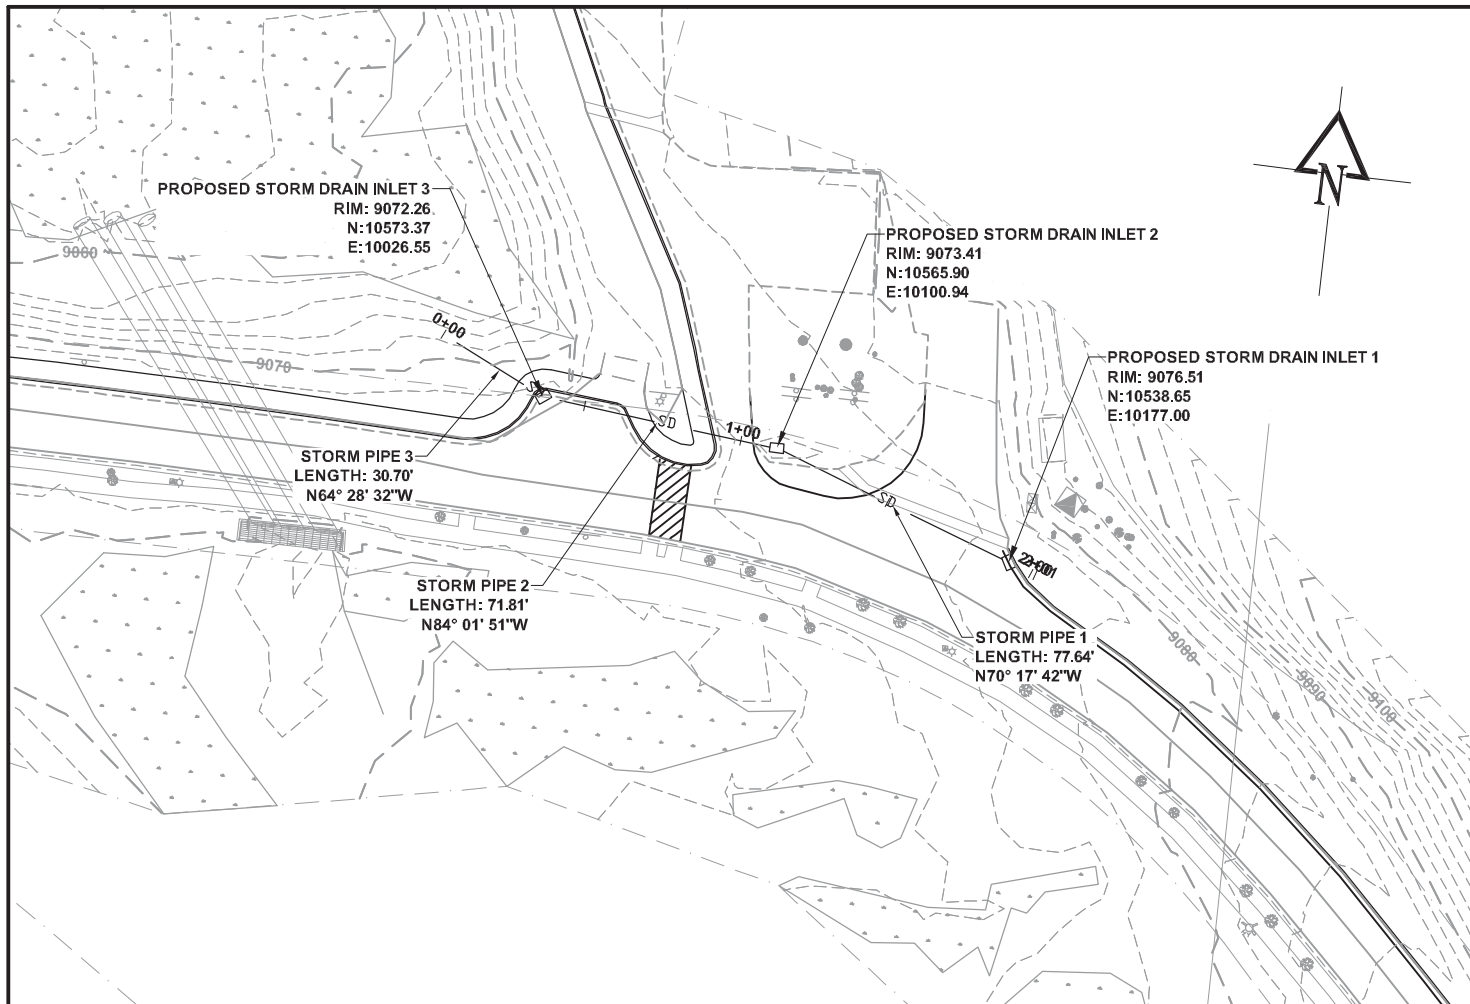 PROPOSED STORM DRAIN INLET 3
RIM: 9072.26
N:10573.37
E:10026.55
PROPOSED STORM DRAIN INLET 2
RIM: 9073.41
N:10565.90
E:10100.94
PROPOSED STORM DRAIN INLET 1
RIM: 9076.51
N:10538.65
E:10177.00
N
9060
0+00
9070
1+00
SD
SD
STORM PIPE 3
LENGTH: 30.70'
N64° 28' 32"W
STORM PIPE 2
LENGTH: 71.81'
N84° 01' 51"W
STORM PIPE 1
LENGTH: 77.64'
N70° 17' 42"W
9080
9090
9100